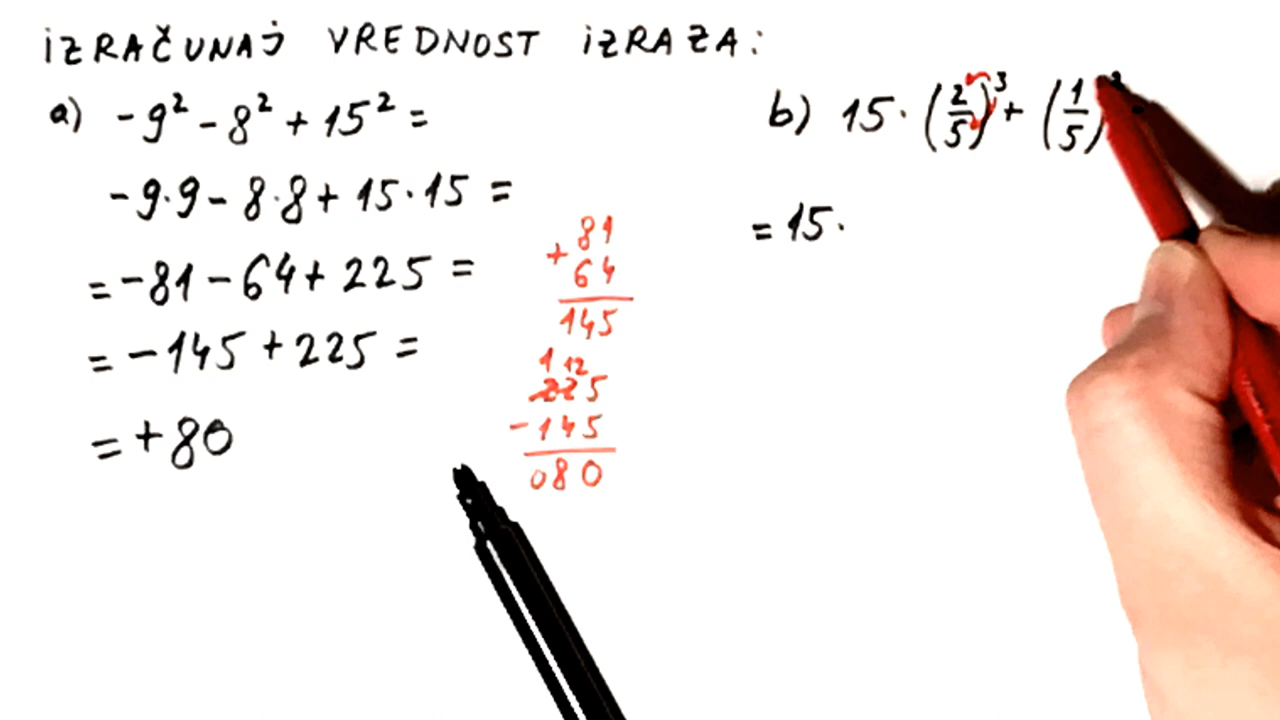 IZRAČUNAJ VREDNOST IZRAZA:
a) -9² - 8² + 15² =
-9·9 - 8·8 + 15·15 =
= -81 - 64 + 225 =
= -145 + 225 =
= +80
81
+ 64
145
1 12
225
- 145
080
b) 15 · (2/5)³ + (1/5)
= 15 ·